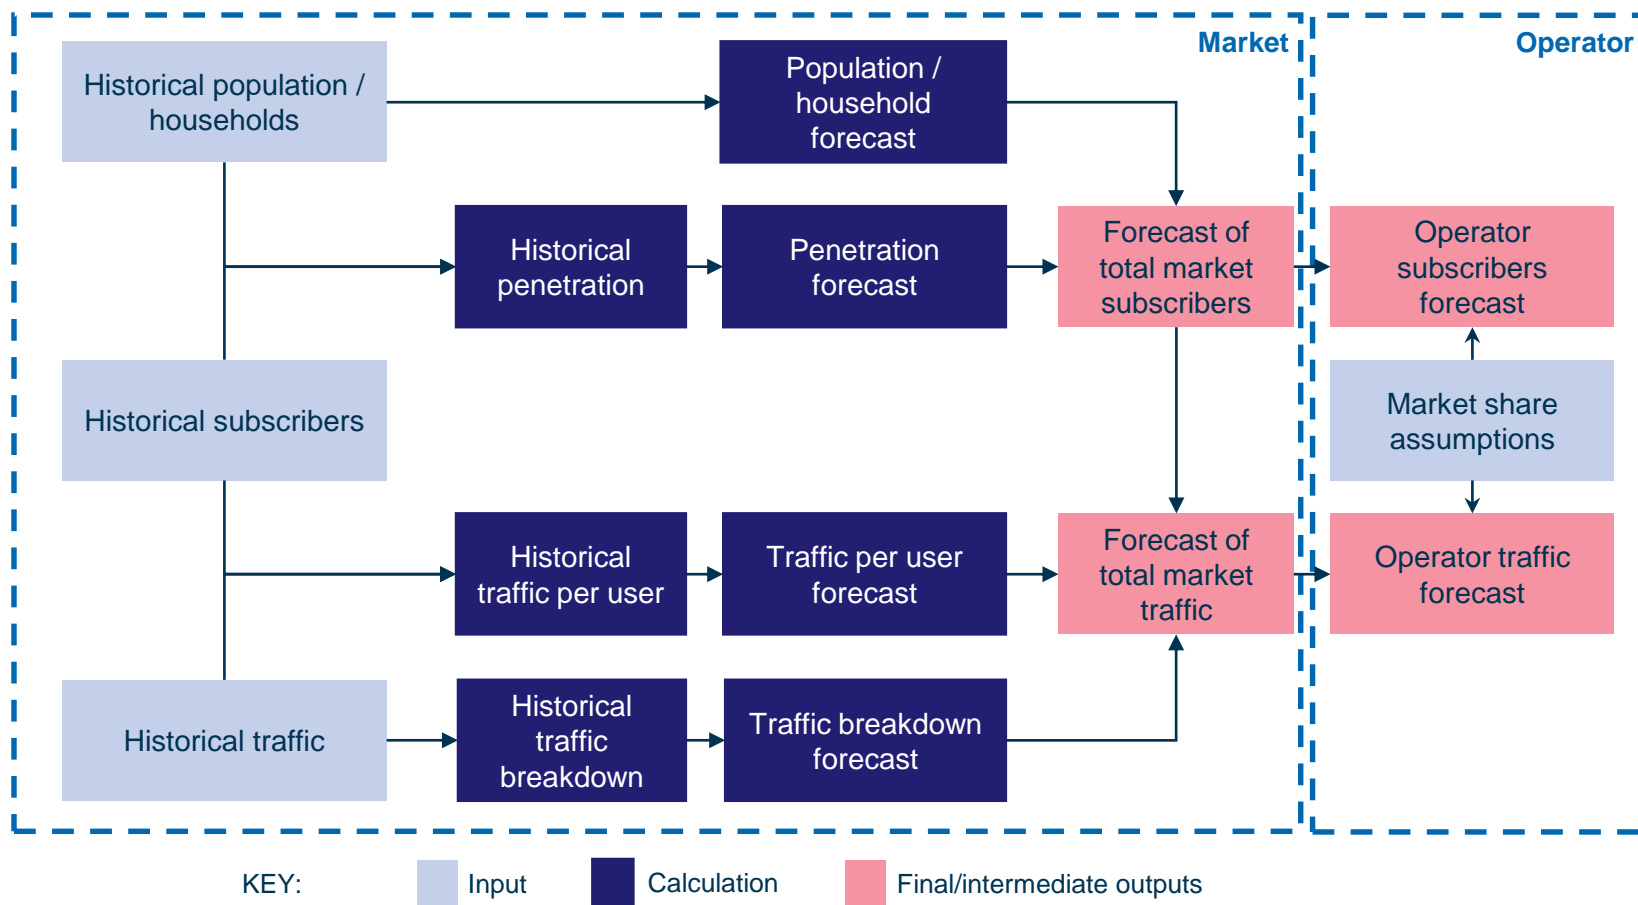 Market
Operator
Historical population /
households
Population /
household
forecast
Historical
penetration
Penetration
forecast
Forecast of
total market
subscribers
Operator
subscribers
forecast
Historical subscribers
Market share
assumptions
Historical
traffic per user
Traffic per user
forecast
Forecast of
total market
traffic
Operator traffic
forecast
Historical traffic
Historical
traffic
breakdown
Traffic breakdown
forecast
KEY:
Input
Calculation
Final/intermediate outputs